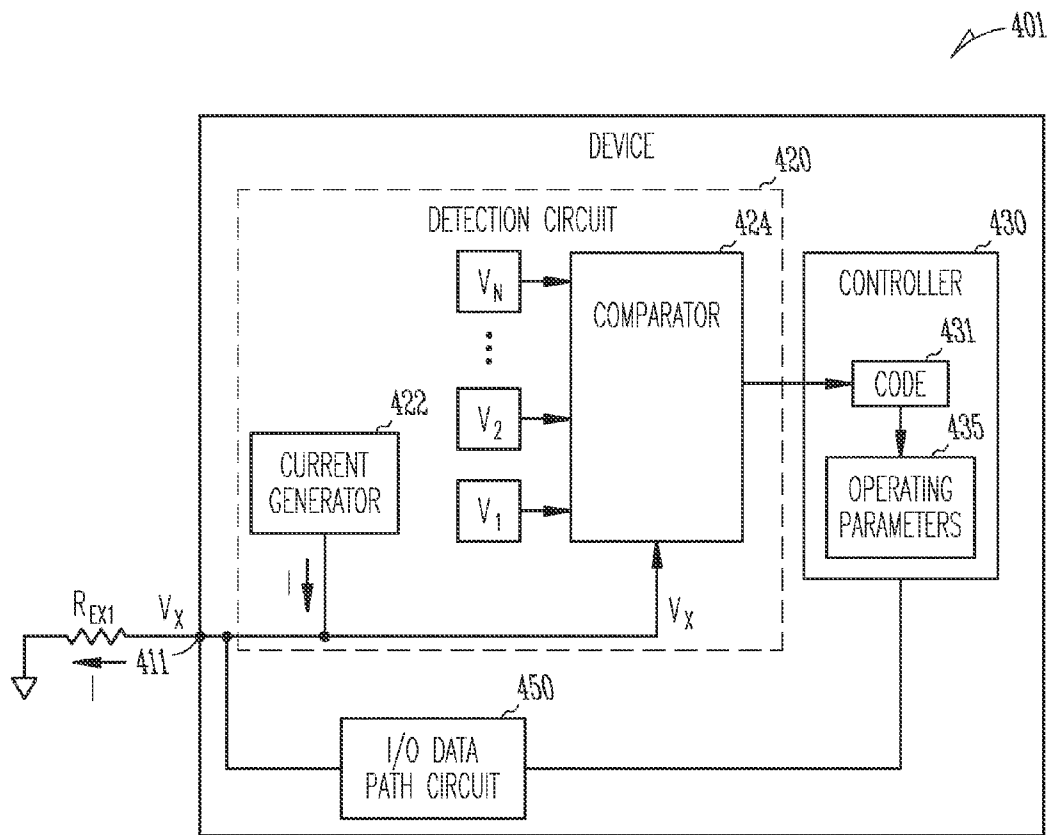 401
DEVICE
420
DETECTION CIRCUIT
424
430
V_N
COMPARATOR
CONTROLLER
431
CODE
422
V_2
435
CURRENT
GENERATOR
OPERATING
PARAMETERS
V_1
I
R_EX1
V_X
V_X
411
I
450
I/O DATA
PATH CIRCUIT